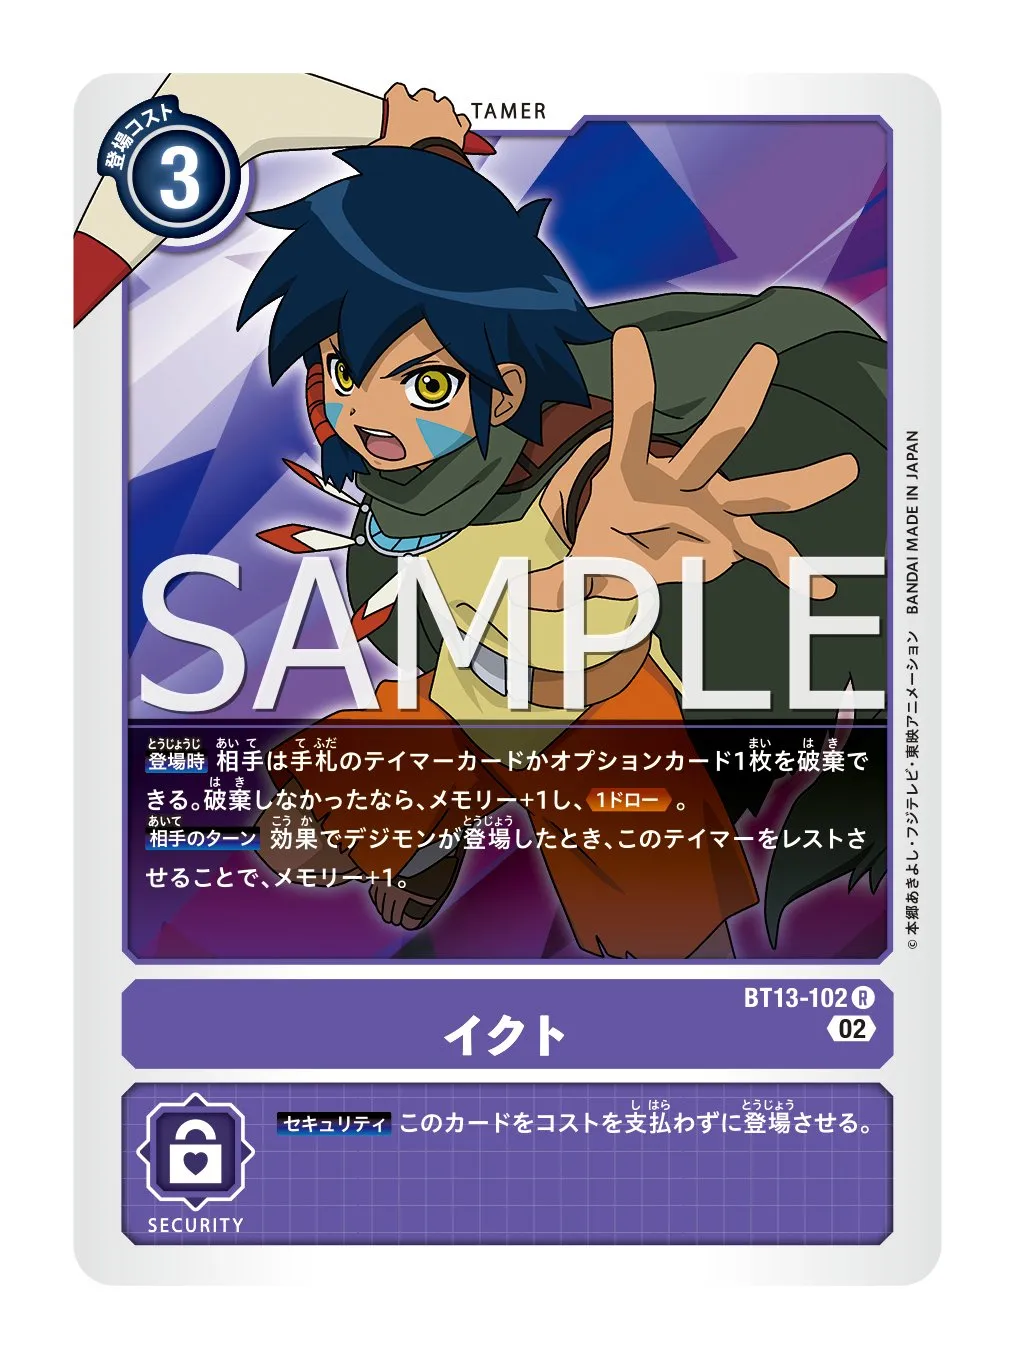 TAMER
登場コスト
3
SAMPLE
とうじょうじ あいて てふだ まい はき
登場時 相手は手札のテイマーカードかオプションカード1枚を破棄で
はき
きる。破棄しなかったなら、メモリー+1し、1ドロー。
あいて こうか とうじょう
相手のターン 効果でデジモンが登場したとき、このテイマーをレストさ
せることで、メモリー+1。
©本郷あきよし・フジテレビ・東映アニメーション BANDAI MADE IN JAPAN
BT13-102 R
イクト
02
しはら とうじょう
セキュリティ このカードをコストを支払わずに登場させる。
SECURITY